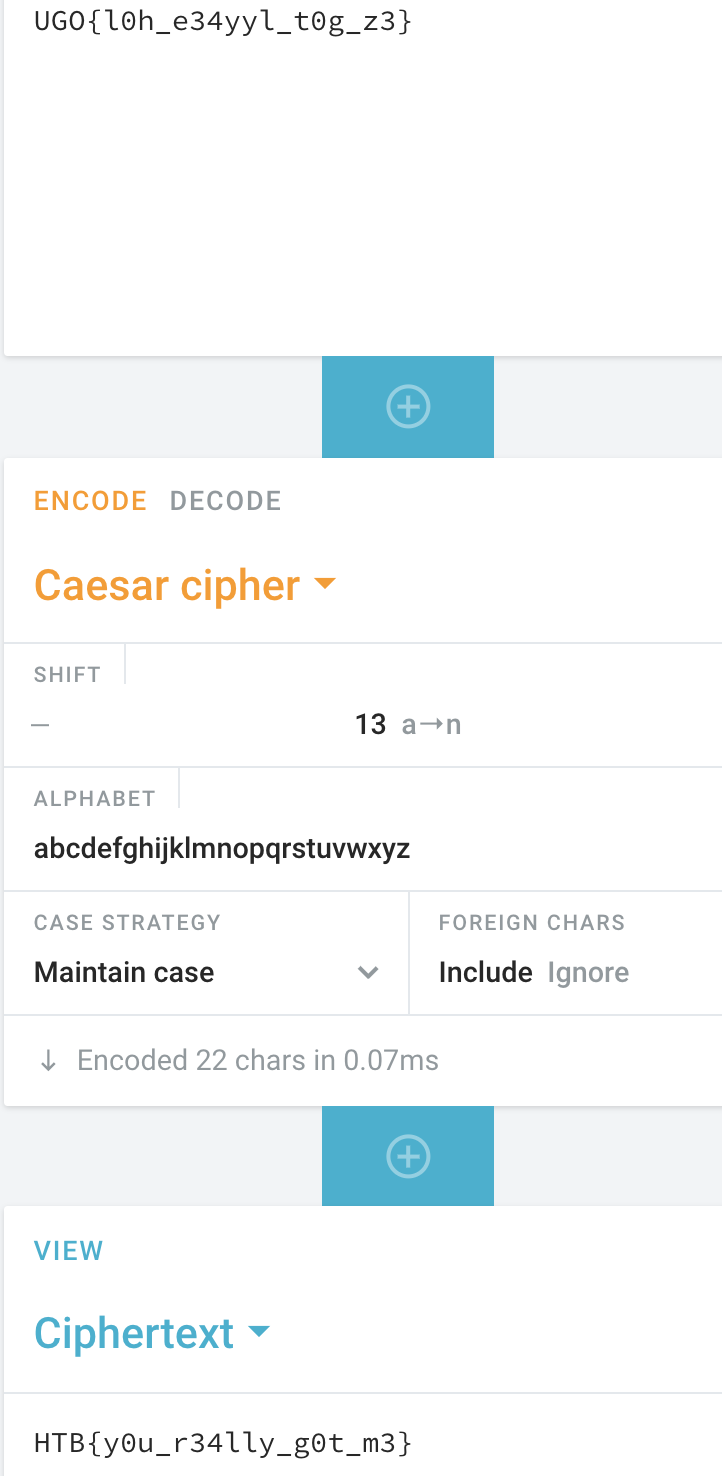 UGO{l0h_e34yyl_t0g_z3}
ENCODE DECODE
Caesar cipher
SHIFT
– 13 a→n
ALPHABET
abcdefghijklmnopqrstuvwxyz
CASE STRATEGY
Maintain case
FOREIGN CHARS
Include Ignore
↓ Encoded 22 chars in 0.07ms
VIEW
Ciphertext
HTB{y0u_r34lly_g0t_m3}